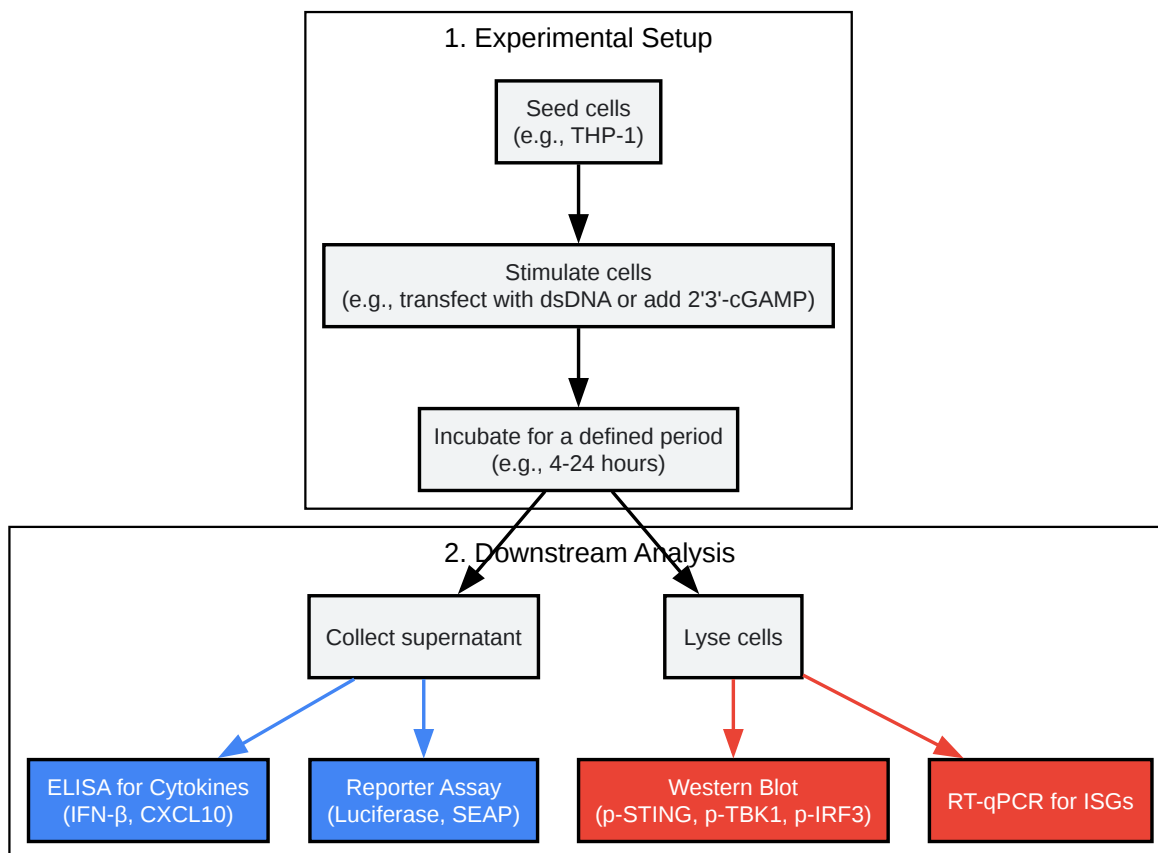 1. Experimental Setup
Seed cells
(e.g., THP-1)
Stimulate cells
(e.g., transfect with dsDNA or add 2'3'-cGAMP)
Incubate for a defined period
(e.g., 4-24 hours)
2. Downstream Analysis
Collect supernatant
Lyse cells
ELISA for Cytokines
(IFN-β, CXCL10)
Reporter Assay
(Luciferase, SEAP)
Western Blot
(p-STING, p-TBK1, p-IRF3)
RT-qPCR for ISGs